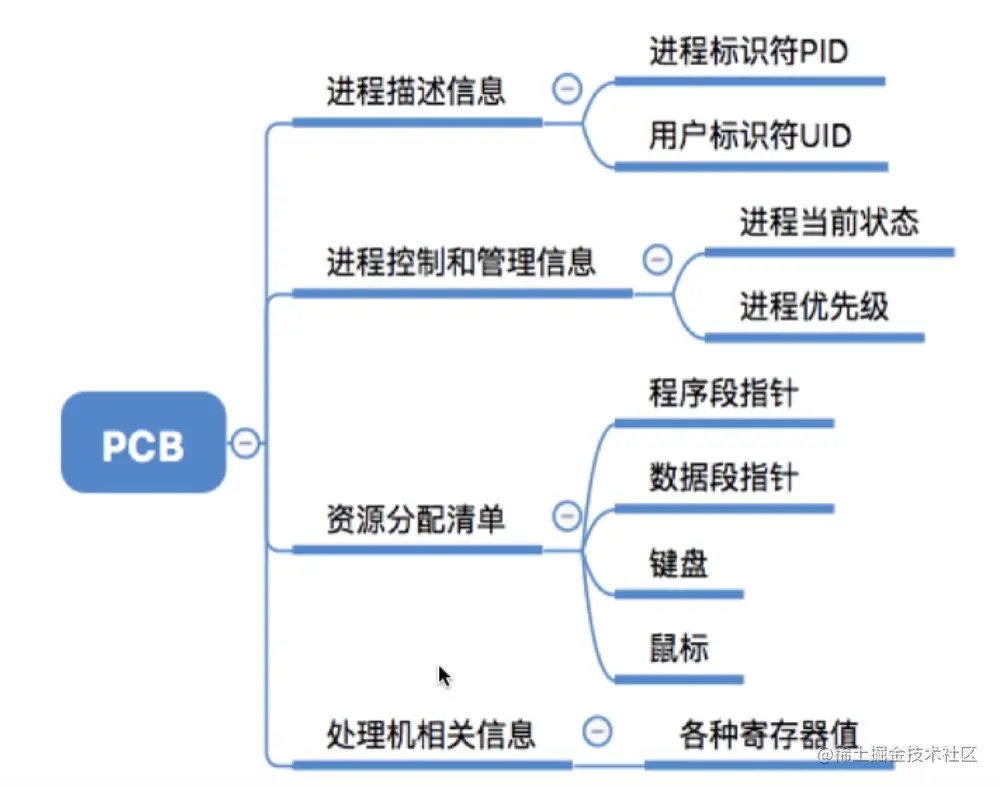 进程标识符PID
进程描述信息
用户标识符UID
进程当前状态
进程控制和管理信息
进程优先级
程序段指针
PCB
数据段指针
资源分配清单
键盘
鼠标
处理机相关信息
各种寄存器值
@稀土掘金技术社区